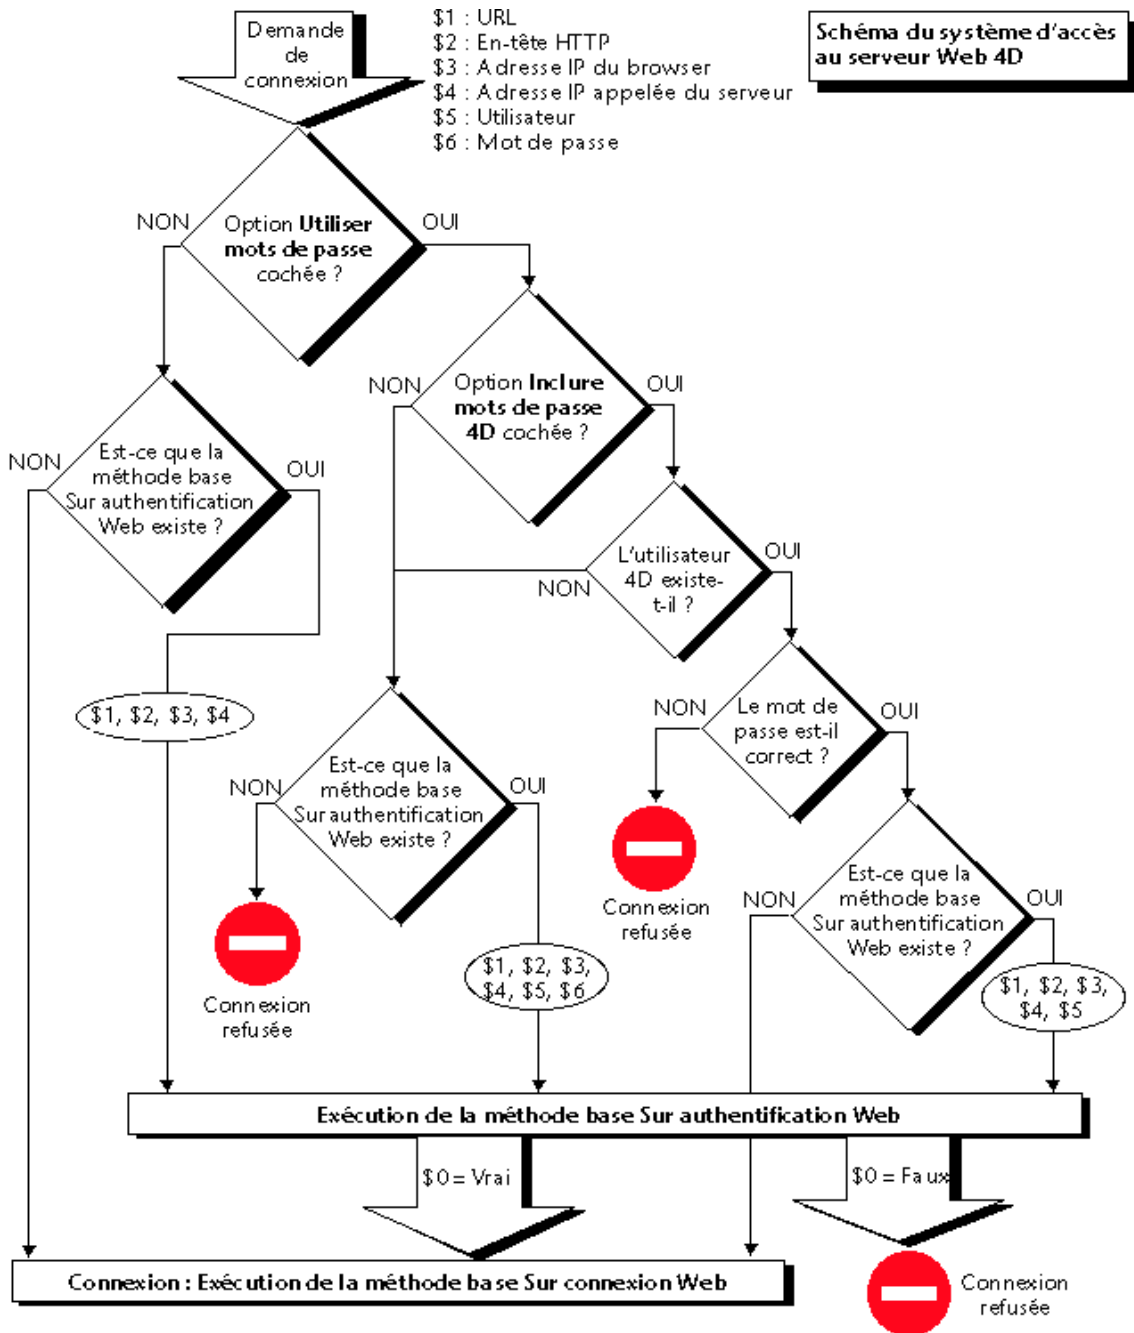 Demande
de
connexion
$1 : URL
$2 : En-tête HTTP
$3 : Adresse IP du browser
$4 : Adresse IP appelée du serveur
$5 : Utilisateur
$6 : Mot de passe
Schéma du système d'accès
au serveur Web 4D
NON
Option Utiliser
mots de passe
cochée ?
OUI
NON
Option Inclure
mots de passe
4D cochée ?
OUI
NON
Est-ce que la
méthode base
Sur authentification
Web existe ?
OUI
L'utilisateur
4D existe-
t-il ?
OUI
NON
$1, $2, $3, $4
NON
Le mot de
passe est-il
correct ?
OUI
NON
Est-ce que la
méthode base
Sur authentification
Web existe ?
OUI
Connexion
refusée
NON
Est-ce que la
méthode base
Sur authentification
Web existe ?
OUI
Connexion
refusée
$1, $2, $3,
$4, $5, $6
$1, $2, $3,
$4, $5
Exécution de la méthode base Sur authentification Web
$0 = Vrai
$0 = Faux
Connexion : Exécution de la méthode base Sur connexion Web
Connexion
refusée